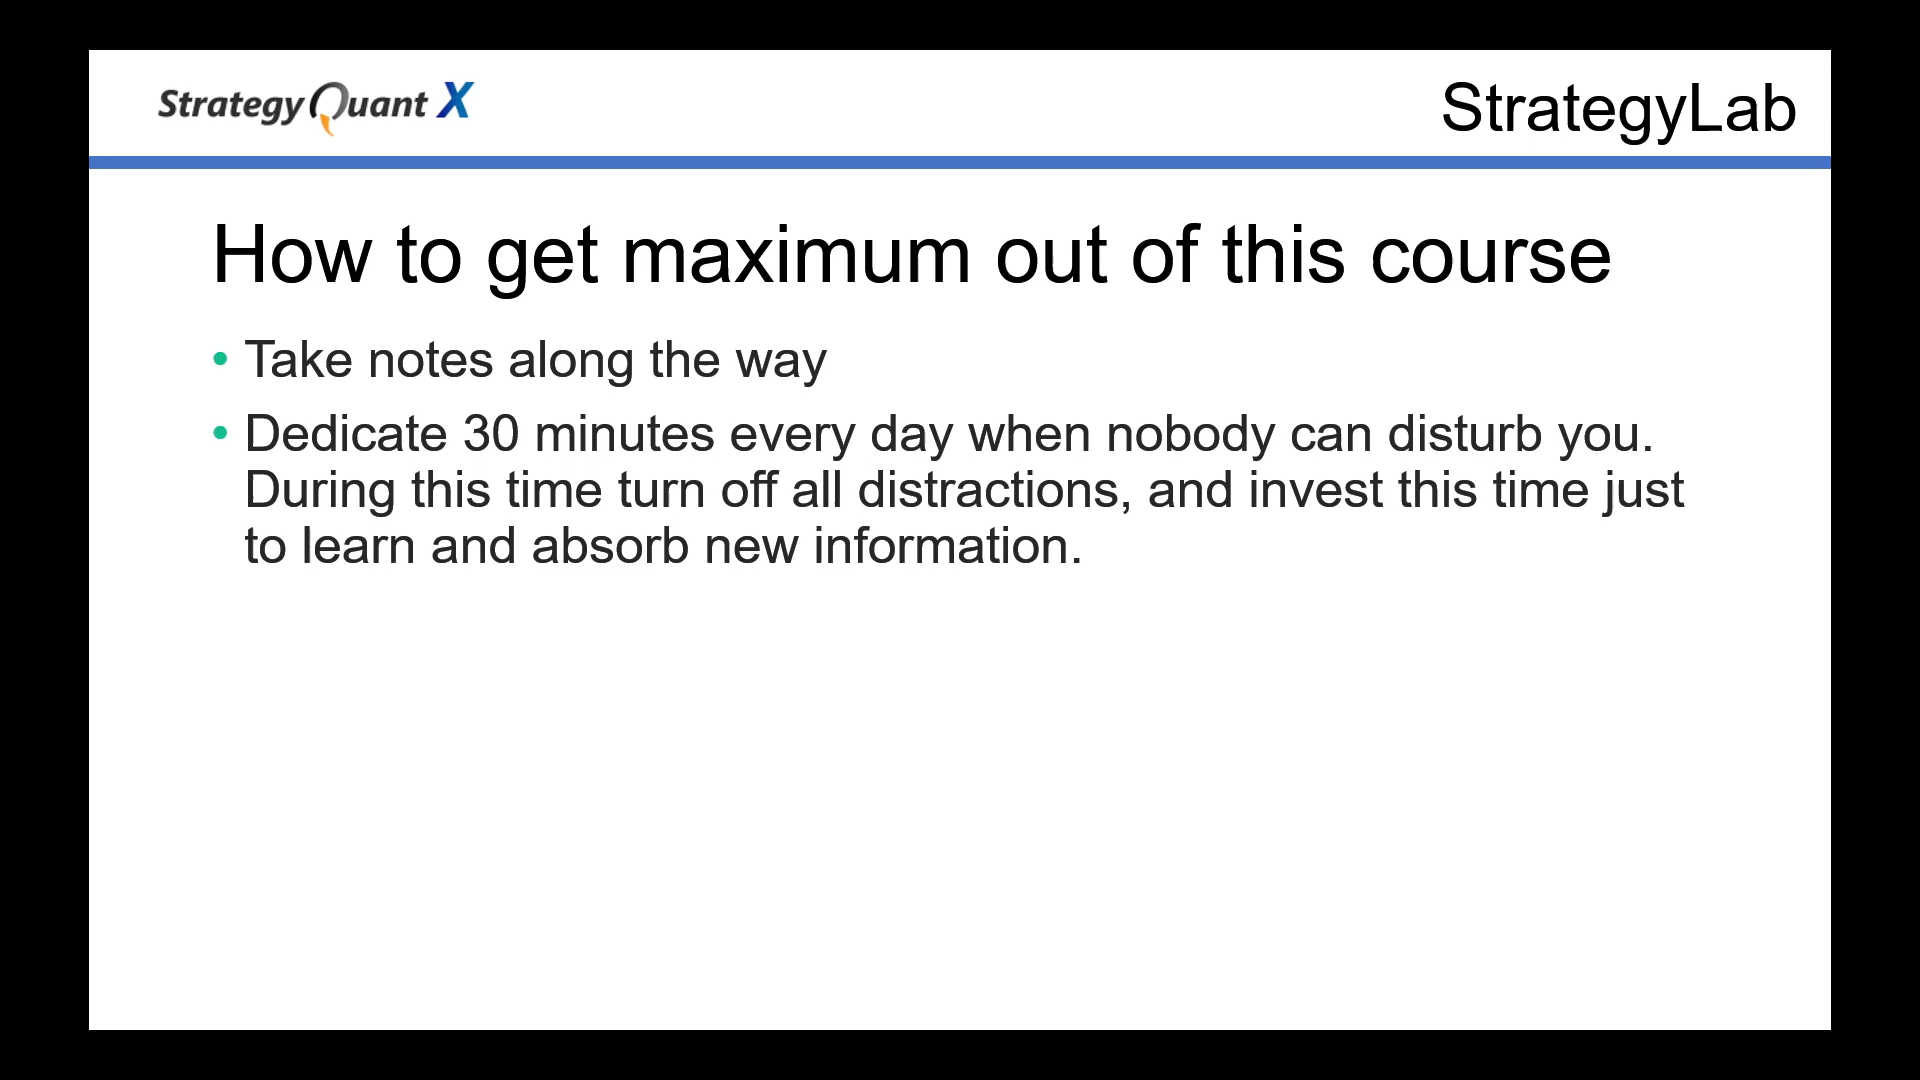 StrategyQuant X
StrategyLab
How to get maximum out of this course
• Take notes along the way
• Dedicate 30 minutes every day when nobody can disturb you.
During this time turn off all distractions, and invest this time just
to learn and absorb new information.